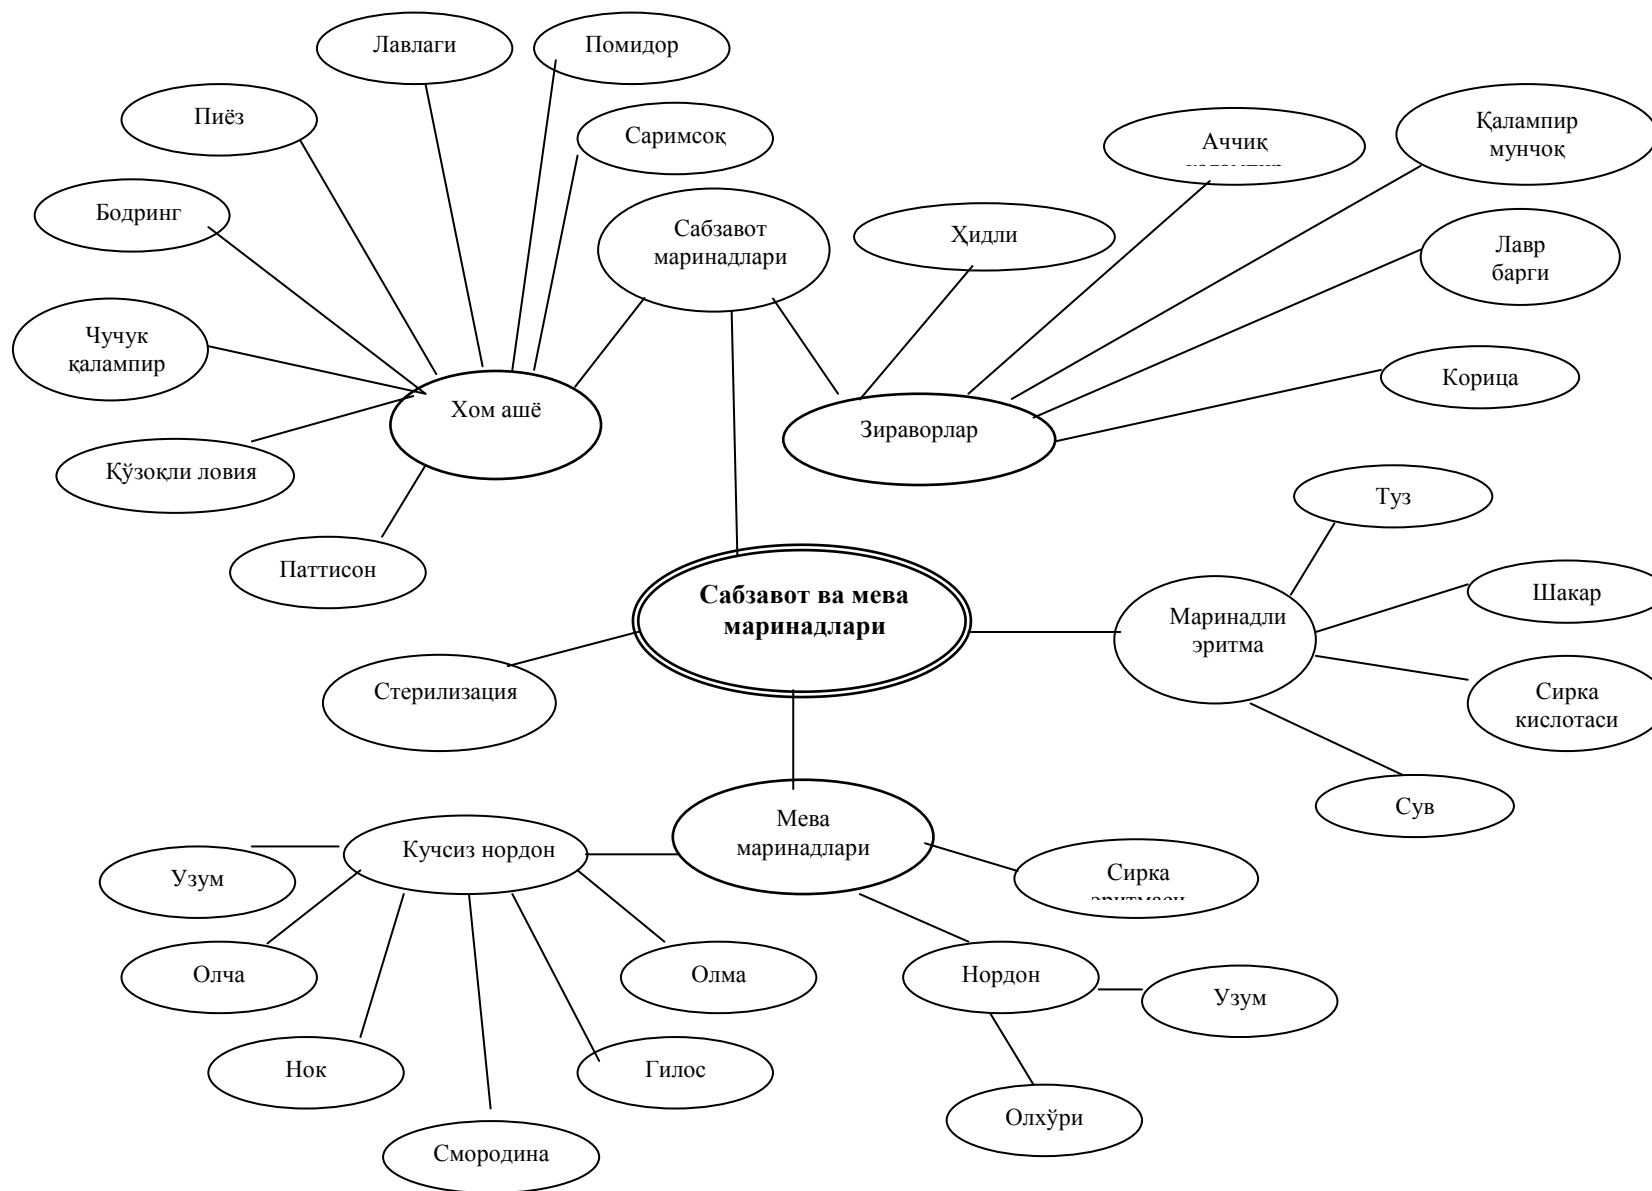 Лавлаги
Помидор
Пиёз
Саримсоқ
Аччиқ
Қалампир
мунчоқ
Бодринг
Сабзавот
маринадлари
Ҳидли
Лавр
барги
Чучук
қалампир
Хом ашё
Зираворлар
Корица
Қўзоқли ловия
Паттисон
Туз
Сабзавот ва мева
маринадлари
Маринадли
эритма
Шакар
Стерилизация
Сирка
кислотаси
Сув
Мева
маринадлари
Кучсиз нордон
Узум
Сирка
Олча
Олма
Нордон
Узум
Нок
Гилос
Олхўри
Смородина